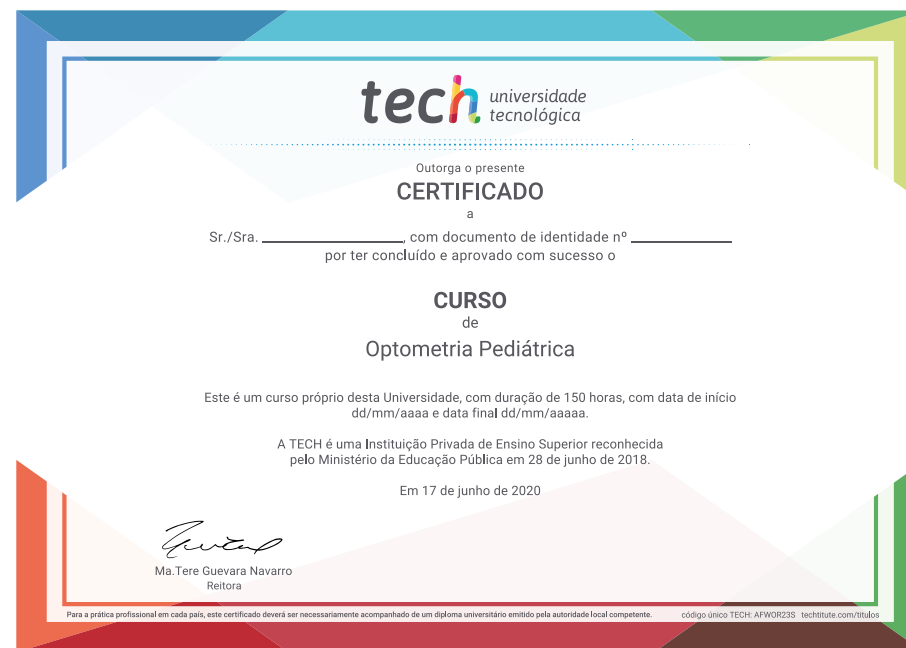 tech universidade
tecnológica
Outorga o presente
CERTIFICADO
a
Sr./Sra. ____________________, com documento de identidade nº ______________
por ter concluído e aprovado com sucesso o
CURSO
de
Optometria Pediátrica
Este é um curso próprio desta Universidade, com duração de 150 horas, com data de início
dd/mm/aaaa e data final dd/mm/aaaaa.
A TECH é uma Instituição Privada de Ensino Superior reconhecida
pelo Ministério da Educação Pública em 28 de junho de 2018.
Em 17 de junho de 2020
Ma.Tere Guevara Navarro
Reitora
Para a prática profissional em cada país, este certificado deverá ser necessariamente acompanhado de um diploma universitário emitido pela autoridade local competente. código único TECH: AFWOR23S techtitute.com/titulos